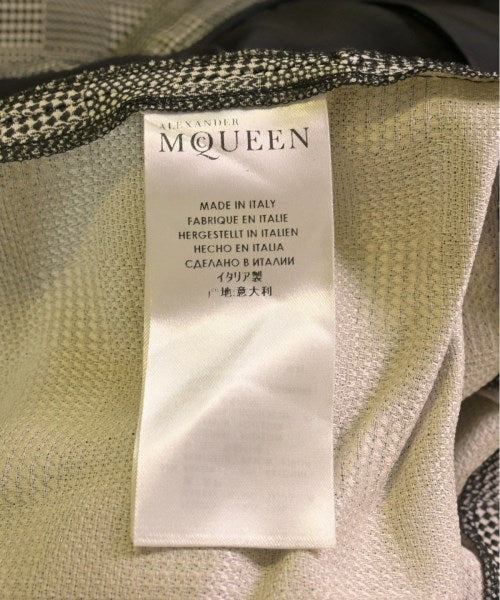 ALEXANDER
McQUEEN
MADE IN ITALY
FABRIQUE EN ITALIE
HERGESTELLT IN ITALIEN
HECHO EN ITALIA
СДЕЛАНО В ИТАЛИИ
イタリア製
产地:意大利